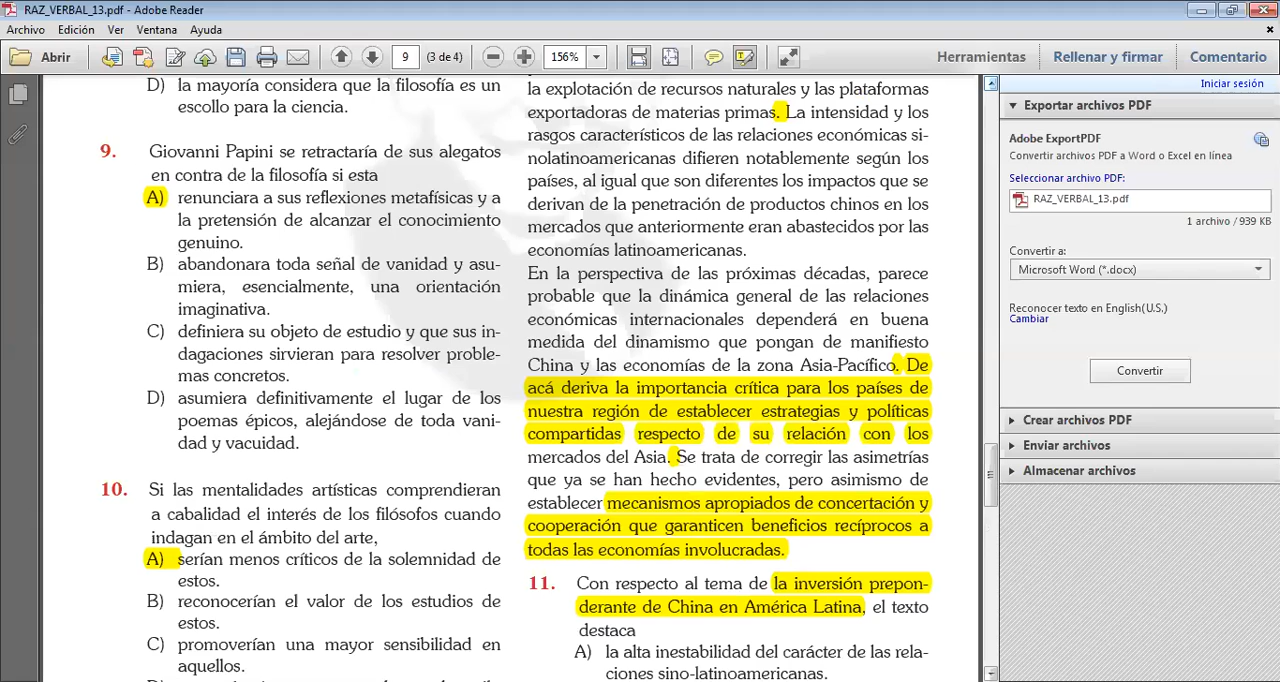 RAZ_VERBAL_13.pdf - Adobe Reader
Archivo Edición Ver Ventana Ayuda
Abrir 9 (3 de 4) 156% Herramientas Rellenar y firmar Comentario
D) la mayoría considera que la filosofía es un
escollo para la ciencia.
9. Giovanni Papini se retractaría de sus alegatos
en contra de la filosofía si esta
A) renunciara a sus reflexiones metafísicas y a
la pretensión de alcanzar el conocimiento
genuino.
B) abandonara toda señal de vanidad y asu-
miera, esencialmente, una orientación
imaginativa.
C) definiera su objeto de estudio y que sus in-
dagaciones sirvieran para resolver proble-
mas concretos.
D) asumiera definitivamente el lugar de los
poemas épicos, alejándose de toda vani-
dad y vacuidad.
10. Si las mentalidades artísticas comprendieran
a cabalidad el interés de los filósofos cuando
indagan en el ámbito del arte,
A) serían menos críticos de la solemnidad de
estos.
B) reconocerían el valor de los estudios de
estos.
C) promoverían una mayor sensibilidad en
aquellos.
la explotación de recursos naturales y las plataformas
exportadoras de materias primas. La intensidad y los
rasgos característicos de las relaciones económicas si-
nolatinoamericanas difieren notablemente según los
países, al igual que son diferentes los impactos que se
derivan de la penetración de productos chinos en los
mercados que anteriormente eran abastecidos por las
economías latinoamericanas.
En la perspectiva de las próximas décadas, parece
probable que la dinámica general de las relaciones
económicas internacionales dependerá en buena
medida del dinamismo que pongan de manifiesto
China y las economías de la zona Asia-Pacífico. De
acá deriva la importancia crítica para los países de
nuestra región de establecer estrategias y políticas
compartidas respecto de su relación con los
mercados del Asia. Se trata de corregir las asimetrías
que ya se han hecho evidentes, pero asimismo de
establecer mecanismos apropiados de concertación y
cooperación que garanticen beneficios recíprocos a
todas las economías involucradas.
11. Con respecto al tema de la inversión prepon-
derante de China en América Latina, el texto
destaca
A) la alta inestabilidad del carácter de las rela-
ciones sino-latinoamericanas.
Iniciar sesión
Exportar archivos PDF
Adobe ExportPDF
Convertir archivos PDF a Word o Excel en línea
Seleccionar archivo PDF:
RAZ_VERBAL_13.pdf
1 archivo / 939 KB
Convertir a:
Microsoft Word (*.docx)
Reconocer texto en English(U.S.)
Cambiar
Convertir
Crear archivos PDF
Enviar archivos
Almacenar archivos